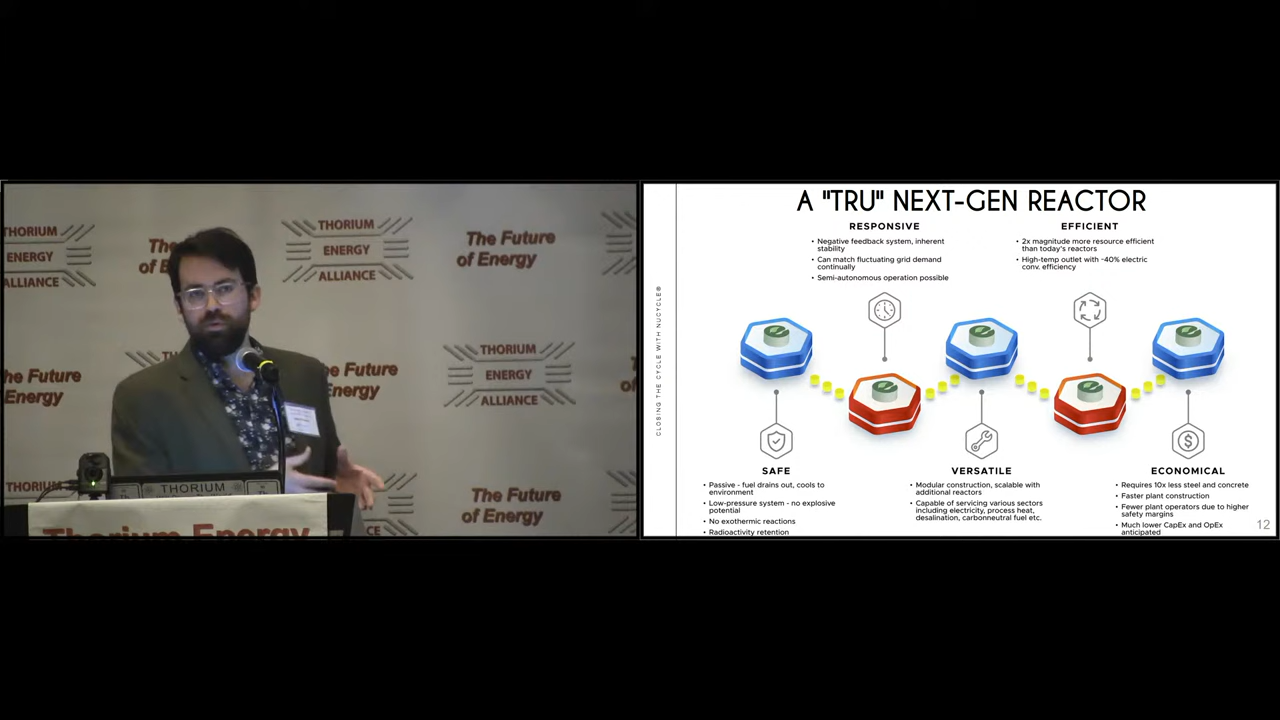 THORIUM
ENERGY
ALLIANCE
The
of
THORIUM
ENERGY
ALLIANCE
The Future
of Energy
he Future
Energy
THORIUM
ENERGY
ALLIANCE
Future
nergy
THORIUM
THORIUM
The Future
of Energy
Thorium Energy
CLOSING THE CYCLE WITH NUCYCLE®
A "TRU" NEXT-GEN REACTOR
RESPONSIVE
• Negative feedback system, inherent
stability
• Can match fluctuating grid demand
continually
• Semi-autonomous operation possible
EFFICIENT
• 2x magnitude more resource efficient
than today's reactors
• High-temp outlet with ~40% electric
conv. efficiency
SAFE
• Passive - fuel drains out, cools to
environment
• Low-pressure system - no explosive
potential
• No exothermic reactions
• Radioactivity retention
VERSATILE
• Modular construction, scalable with
additional reactors
• Capable of servicing various sectors
including electricity, process heat,
desalination, carbonneutral fuel etc.
ECONOMICAL
• Requires 10x less steel and concrete
• Faster plant construction
• Fewer plant operators due to higher
safety margins
• Much lower CapEx and OpEx
anticipated
12